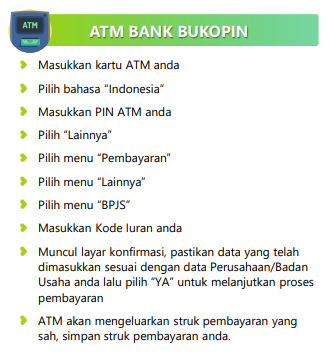 ATM
ATM BANK BUKOPIN
Masukkan kartu ATM anda
Pilih bahasa “Indonesia”
Masukkan PIN ATM anda
Pilih “Lainnya”
Pilih menu “Pembayaran”
Pilih menu “Lainnya”
Pilih menu “BPJS”
Masukkan Kode Iuran anda
Muncul layar konfirmasi, pastikan data yang telah
dimasukkan sesuai dengan data Perusahaan/Badan
Usaha anda lalu pilih “YA” untuk melanjutkan proses
pembayaran
ATM akan mengeluarkan struk pembayaran yang
sah, simpan struk pembayaran anda.